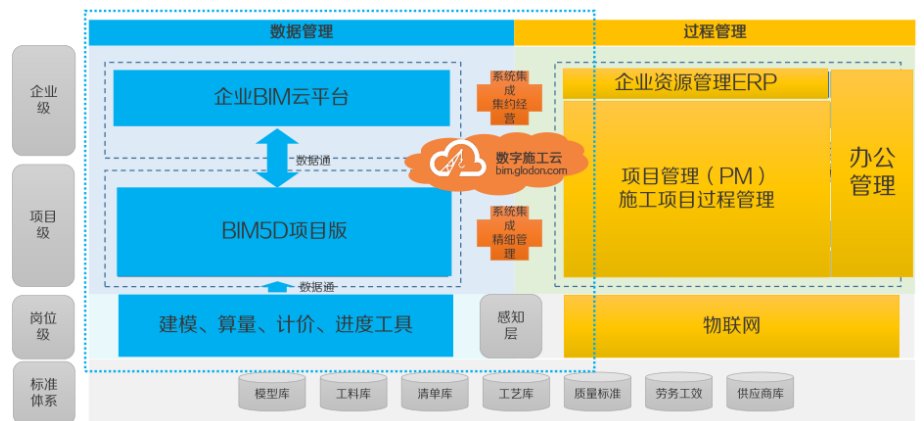 数据管理
过程管理
企业
级
企业BIM云平台
系统集
成
集约经
营
企业资源管理ERP
数据通
数字施工云
bim.glodon.com
办公
管理
项目管理（PM）
施工项目过程管理
项目
级
BIM5D项目版
系统集
成
精细管
理
数据通
岗位
级
建模、算量、计价、进度工具
感知
层
物联网
标准
体系
模型库
工料库
清单库
工艺库
质量标准
劳务工效
供应商库